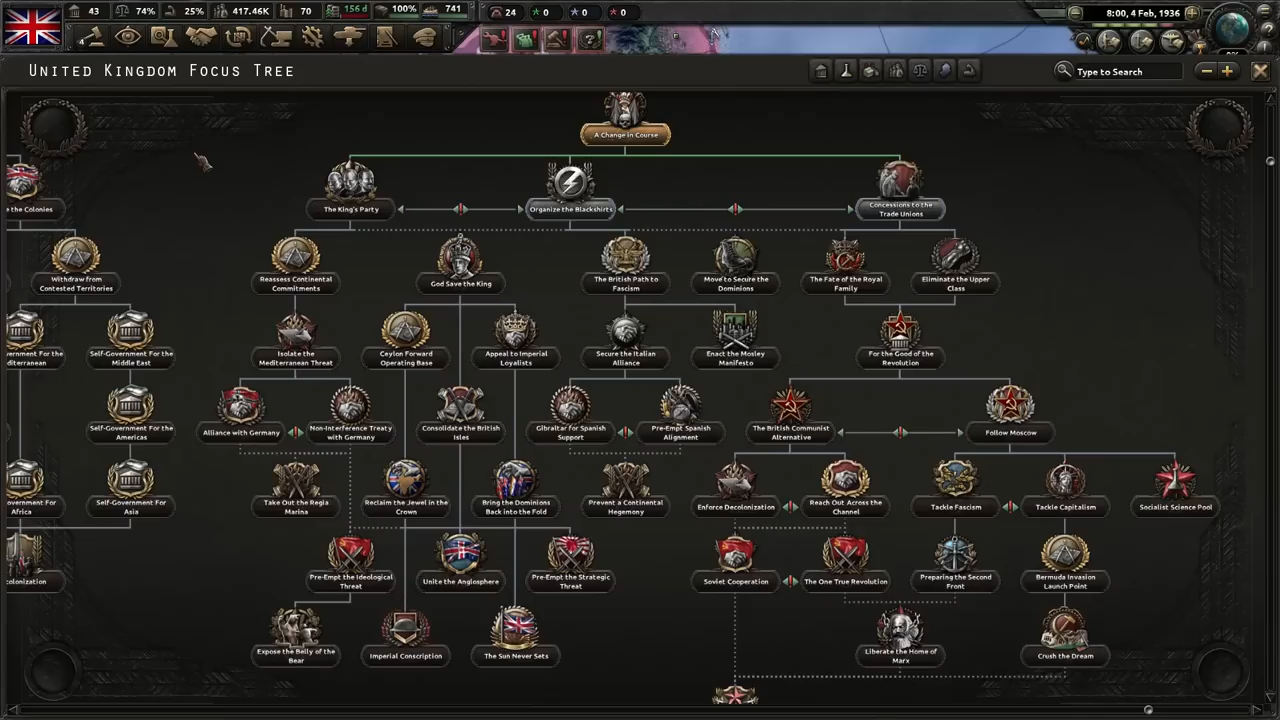 43 74% 25% 417.46K 70 156 d 100% 741 24 0 0 0 8:00, 4 Feb, 1936
4
United Kingdom Focus Tree
Type to Search
A Change in Course
e the Colonies
The King's Party
Organize the Blackshirts
Concessions to the
Trade Unions
Withdraw from
Contested Territories
Reassess Continental
Commitments
God Save the King
The British Path to
Fascism
Move to Secure the
Dominions
The Fate of the Royal
Family
Eliminate the Upper
Class
vernment For the
editerranean
Self-Government For the
Middle East
Isolate the
Mediterranean Threat
Ceylon Forward
Operating Base
Appeal to Imperial
Loyalists
Secure the Italian
Alliance
Enact the Mosley
Manifesto
For the Good of the
Revolution
Self-Government For the
Americas
Alliance with Germany
Non-Interference Treaty
with Germany
Consolidate the British
Isles
Gibraltar for Spanish
Support
Pre-Empt Spanish
Alignment
The British Communist
Alternative
Follow Moscow
overnment For
Africa
Self-Government For
Asia
Take Out the Regia
Marina
Reclaim the Jewel in the
Crown
Bring the Dominions
Back into the Fold
Prevent a Continental
Hegemony
Enforce Decolonization
Reach Out Across the
Channel
Tackle Fascism
Tackle Capitalism
Socialist Science Pool
colonization
Pre-Empt the Ideological
Threat
Unite the Anglosphere
Pre-Empt the Strategic
Threat
Soviet Cooperation
The One True Revolution
Preparing the Second
Front
Bermuda Invasion
Launch Point
Expose the Belly of the
Bear
Imperial Conscription
The Sun Never Sets
Liberate the Home of
Marx
Crush the Dream